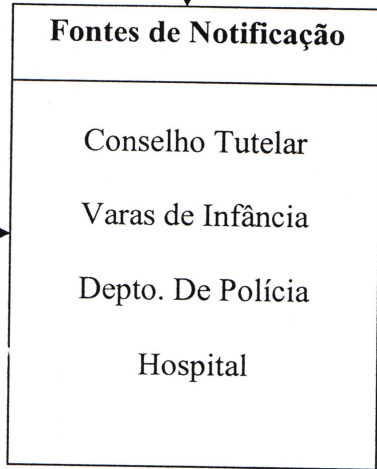 Fontes de Notificação
Conselho Tutelar
Varas de Infância
Depto. De Polícia
Hospital